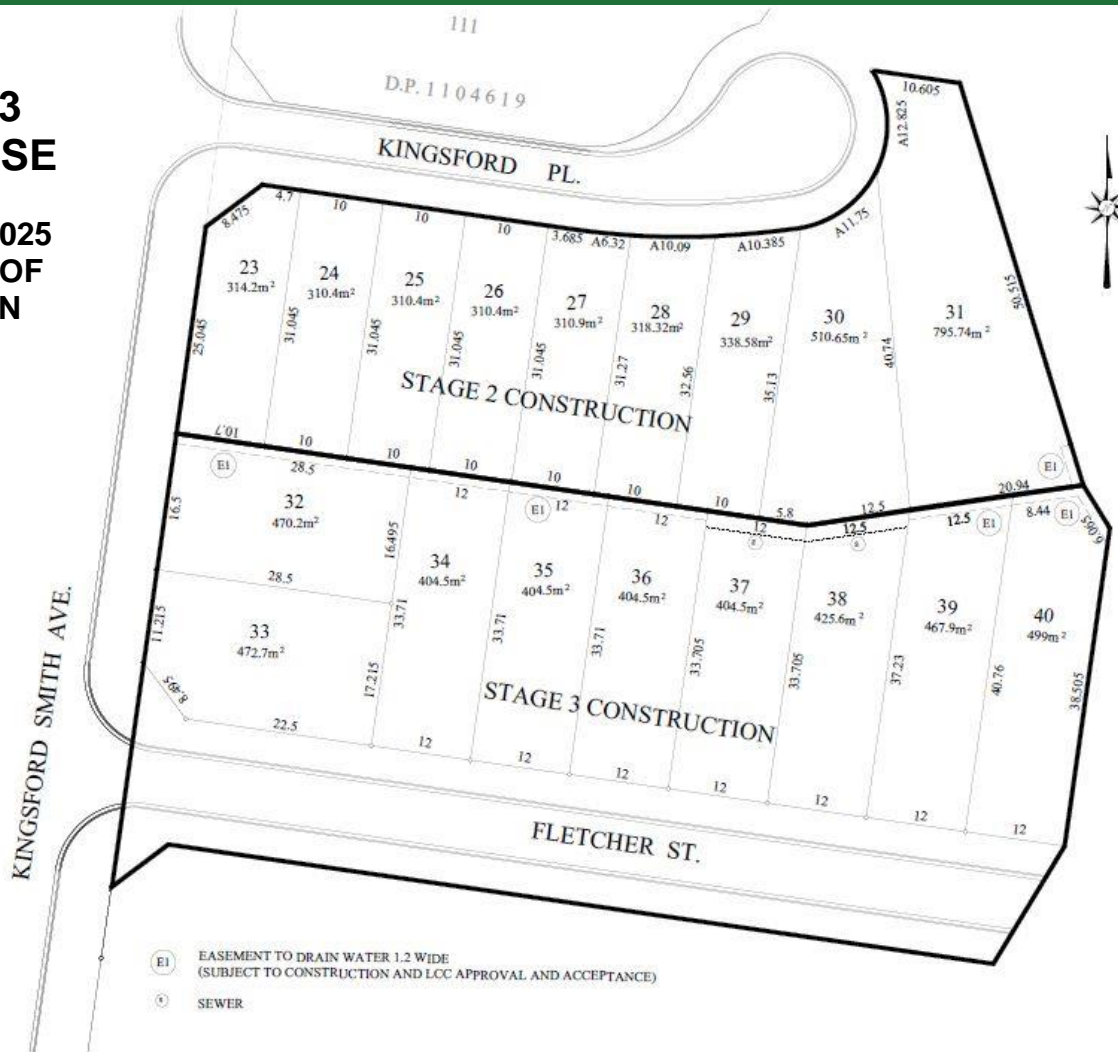 111
D.P. 1104619
3
SE
025
OF
N
KINGSFORD PL.
10.605
A12.825
8.475
4.7
10
10
10
3.685
A6.32
A10.09
A10.385
A11.75
23
314.2m²
24
310.4m²
25
310.4m²
26
310.4m²
27
310.9m²
28
318.32m²
29
338.58m²
30
510.65m²
31
795.74m²
25.045
31.045
31.045
31.045
31.045
31.27
32.56
35.13
40.74
50.515
STAGE 2 CONSTRUCTION
10.7
10
10
10
10
10
10
5.8
12.5
20.94
E1
28.5
12
E1
12
12
12
12.5
12.5
E1
8.44
E1
E1
6.065
s
s
16.5
32
470.2m²
16.495
34
404.5m²
35
404.5m²
36
404.5m²
37
404.5m²
38
425.6m²
39
467.9m²
40
499m²
28.5
33
472.7m²
11.215
8.495
22.5
17.215
33.71
33.71
33.71
33.705
33.705
37.23
40.76
38.505
STAGE 3 CONSTRUCTION
12
12
12
12
12
12
12
KINGSFORD SMITH AVE.
FLETCHER ST.
E1 EASEMENT TO DRAIN WATER 1.2 WIDE
(SUBJECT TO CONSTRUCTION AND LCC APPROVAL AND ACCEPTANCE)
s SEWER